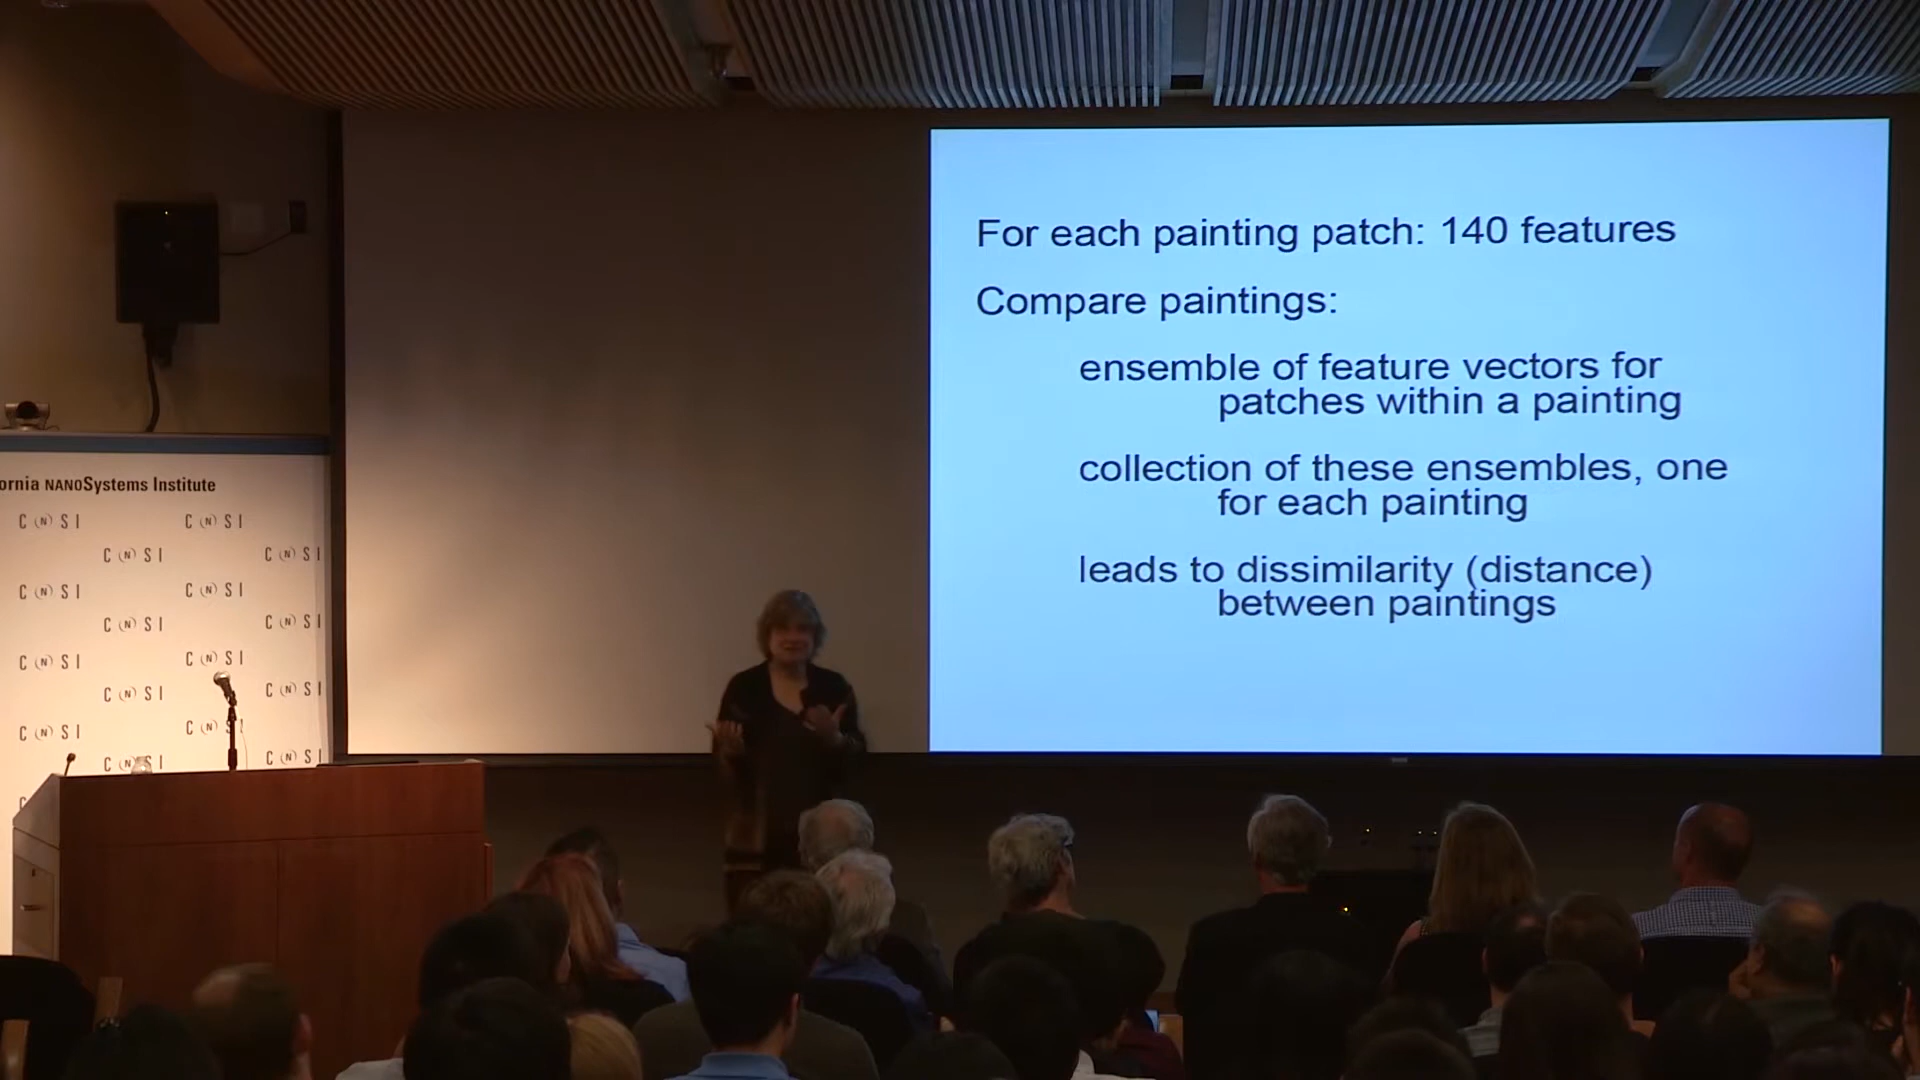 For each painting patch: 140 features
Compare paintings:
ensemble of feature vectors for
patches within a painting
collection of these ensembles, one
for each painting
leads to dissimilarity (distance)
between paintings
ornia NANOSystems Institute
C (N) S I C (N) S I
C (N) S I C (N) S I
C (N) S I C (N) S I
C (N) S I C (N) S I
C (N) S I C (N) S I
C (N) S I C (N) S I
C (N) S I C (N) S I
C (N) S I C (N) S I